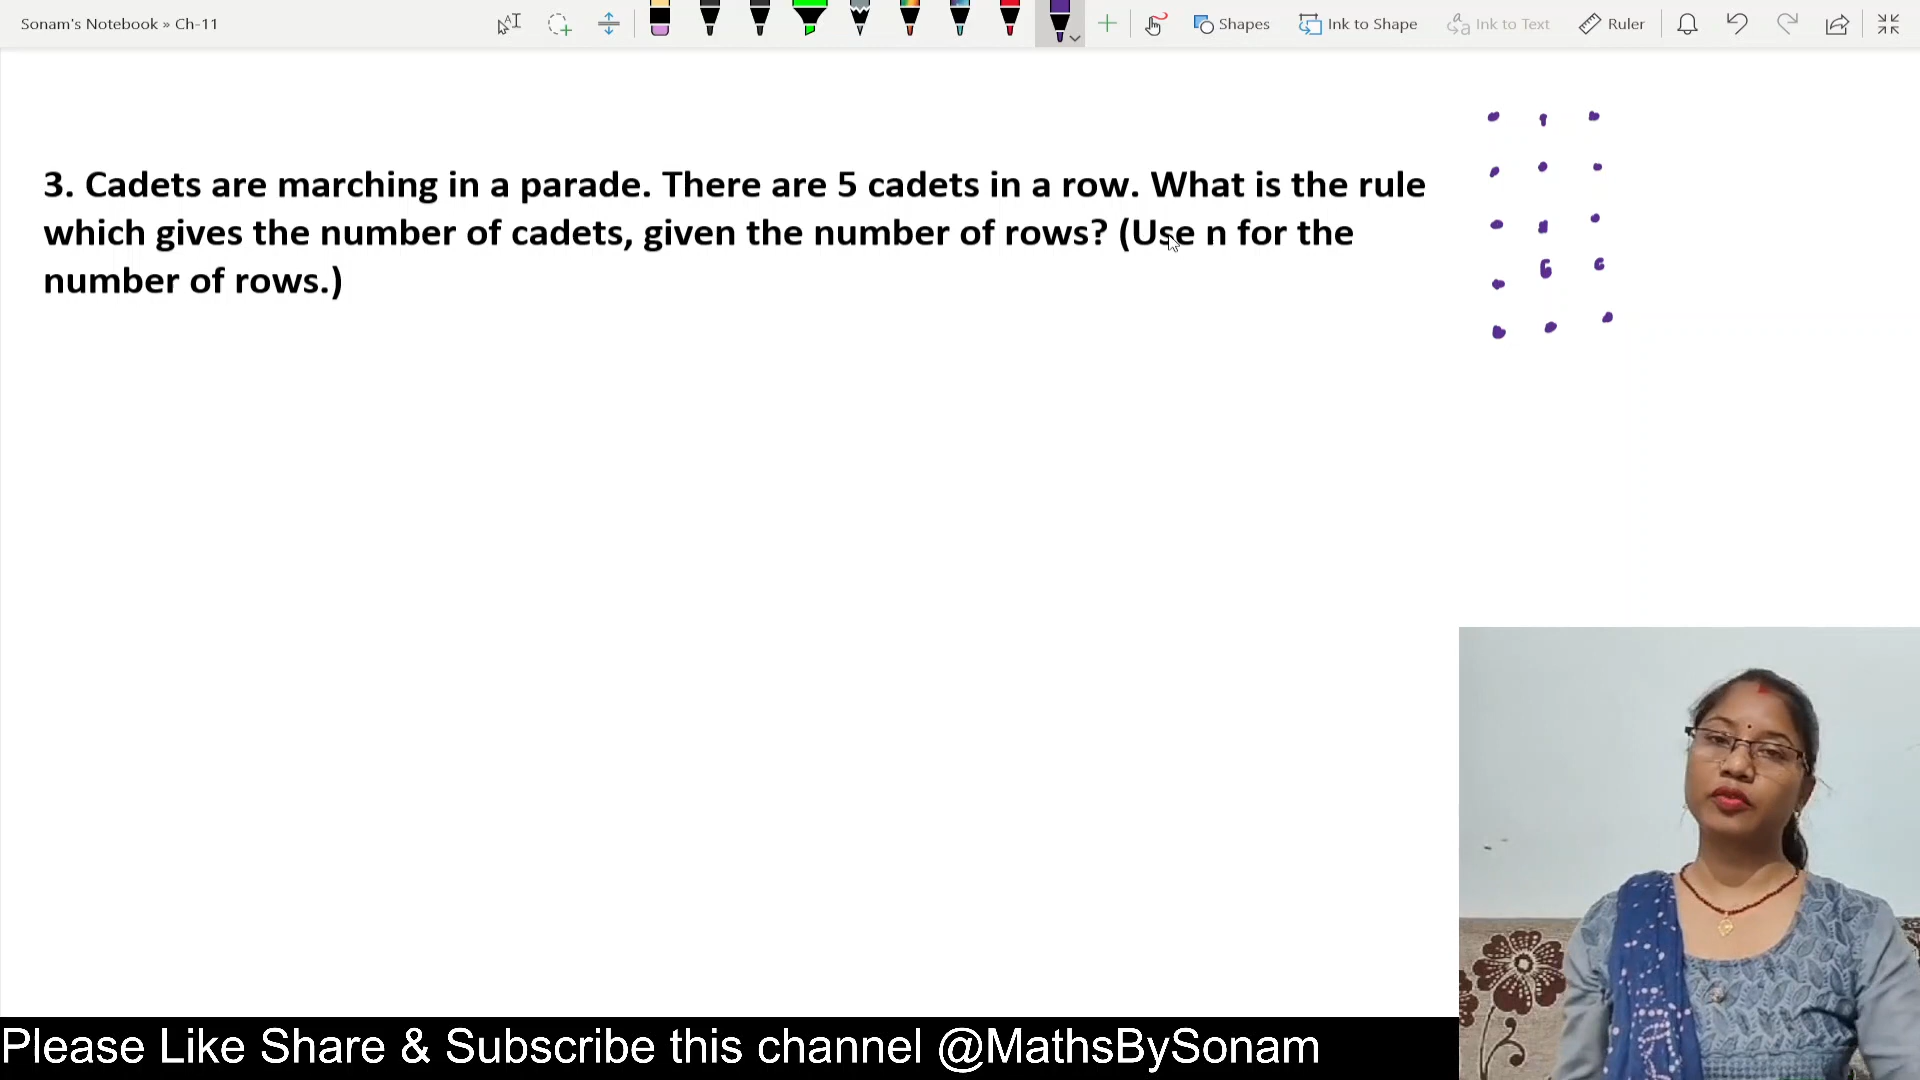 Sonam's Notebook » Ch-11
Shapes
Ink to Shape
Ink to Text
Ruler
3. Cadets are marching in a parade. There are 5 cadets in a row. What is the rule
which gives the number of cadets, given the number of rows? (Use n for the
number of rows.)
Please Like Share & Subscribe this channel @MathsBySonam